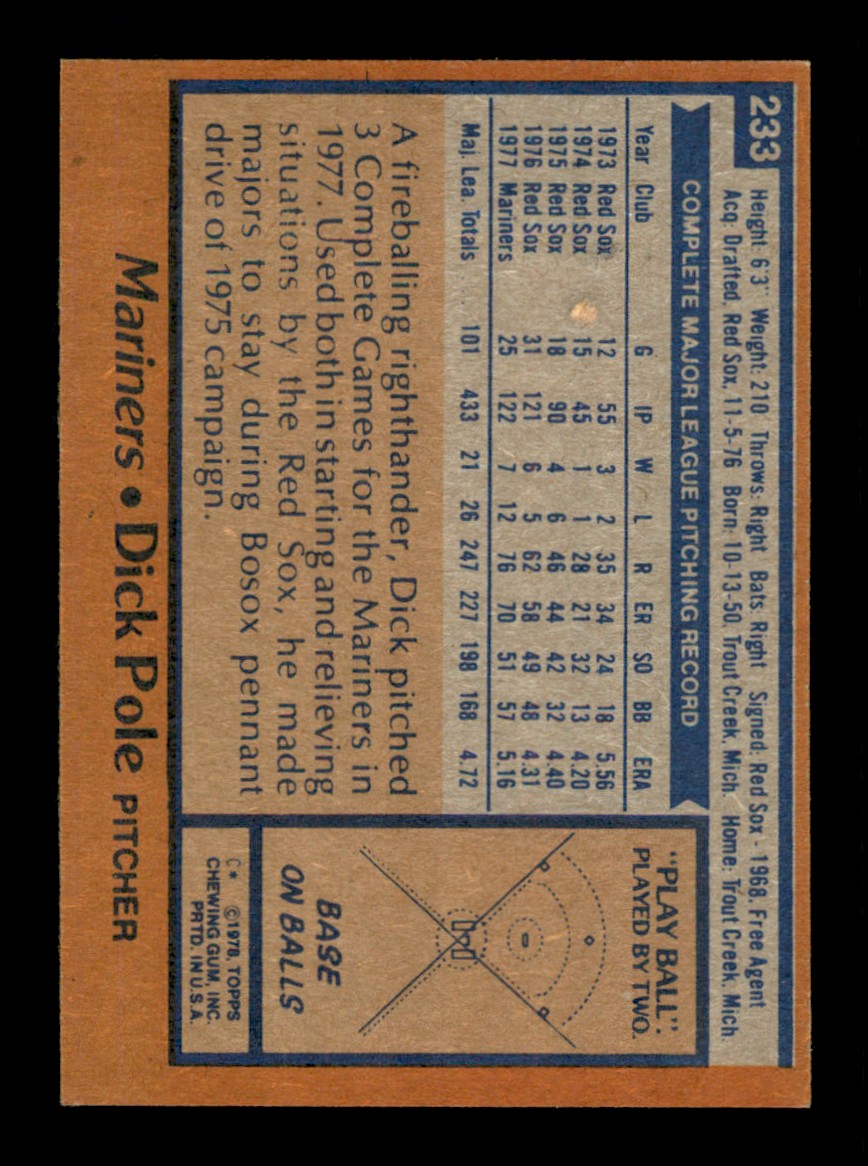 233
Height: 6'3" Weight: 210 Throws: Right Bats: Right Signed: Red Sox - 1968, Free Agent
Acq: Drafted, Red Sox, 11-5-76 Born: 10-13-50, Trout Creek, Mich. Home: Trout Creek, Mich.
COMPLETE MAJOR LEAGUE PITCHING RECORD
Year Club G IP W L R ER SO BB ERA
1973 Red Sox 12 55 3 2 35 34 24 18 5.56
1974 Red Sox 15 45 1 1 28 21 32 13 4.20
1975 Red Sox 18 90 4 6 46 44 42 32 4.40
1976 Red Sox 31 121 6 5 62 58 49 48 4.31
1977 Mariners 25 122 7 12 76 70 51 57 5.16
Maj. Lea. Totals 101 433 21 26 247 227 198 168 4.72
A fireballing righthander, Dick pitched
3 Complete Games for the Mariners in
1977. Used both in starting and relieving
situations by the Red Sox, he made
majors to stay during Bosox pennant
drive of 1975 campaign.
"PLAY BALL":
PLAYED BY TWO.
BASE
ON BALLS
C* ©1978, TOPPS
CHEWING GUM, INC.
PRTD. IN U.S.A.
Mariners • Dick Pole PITCHER